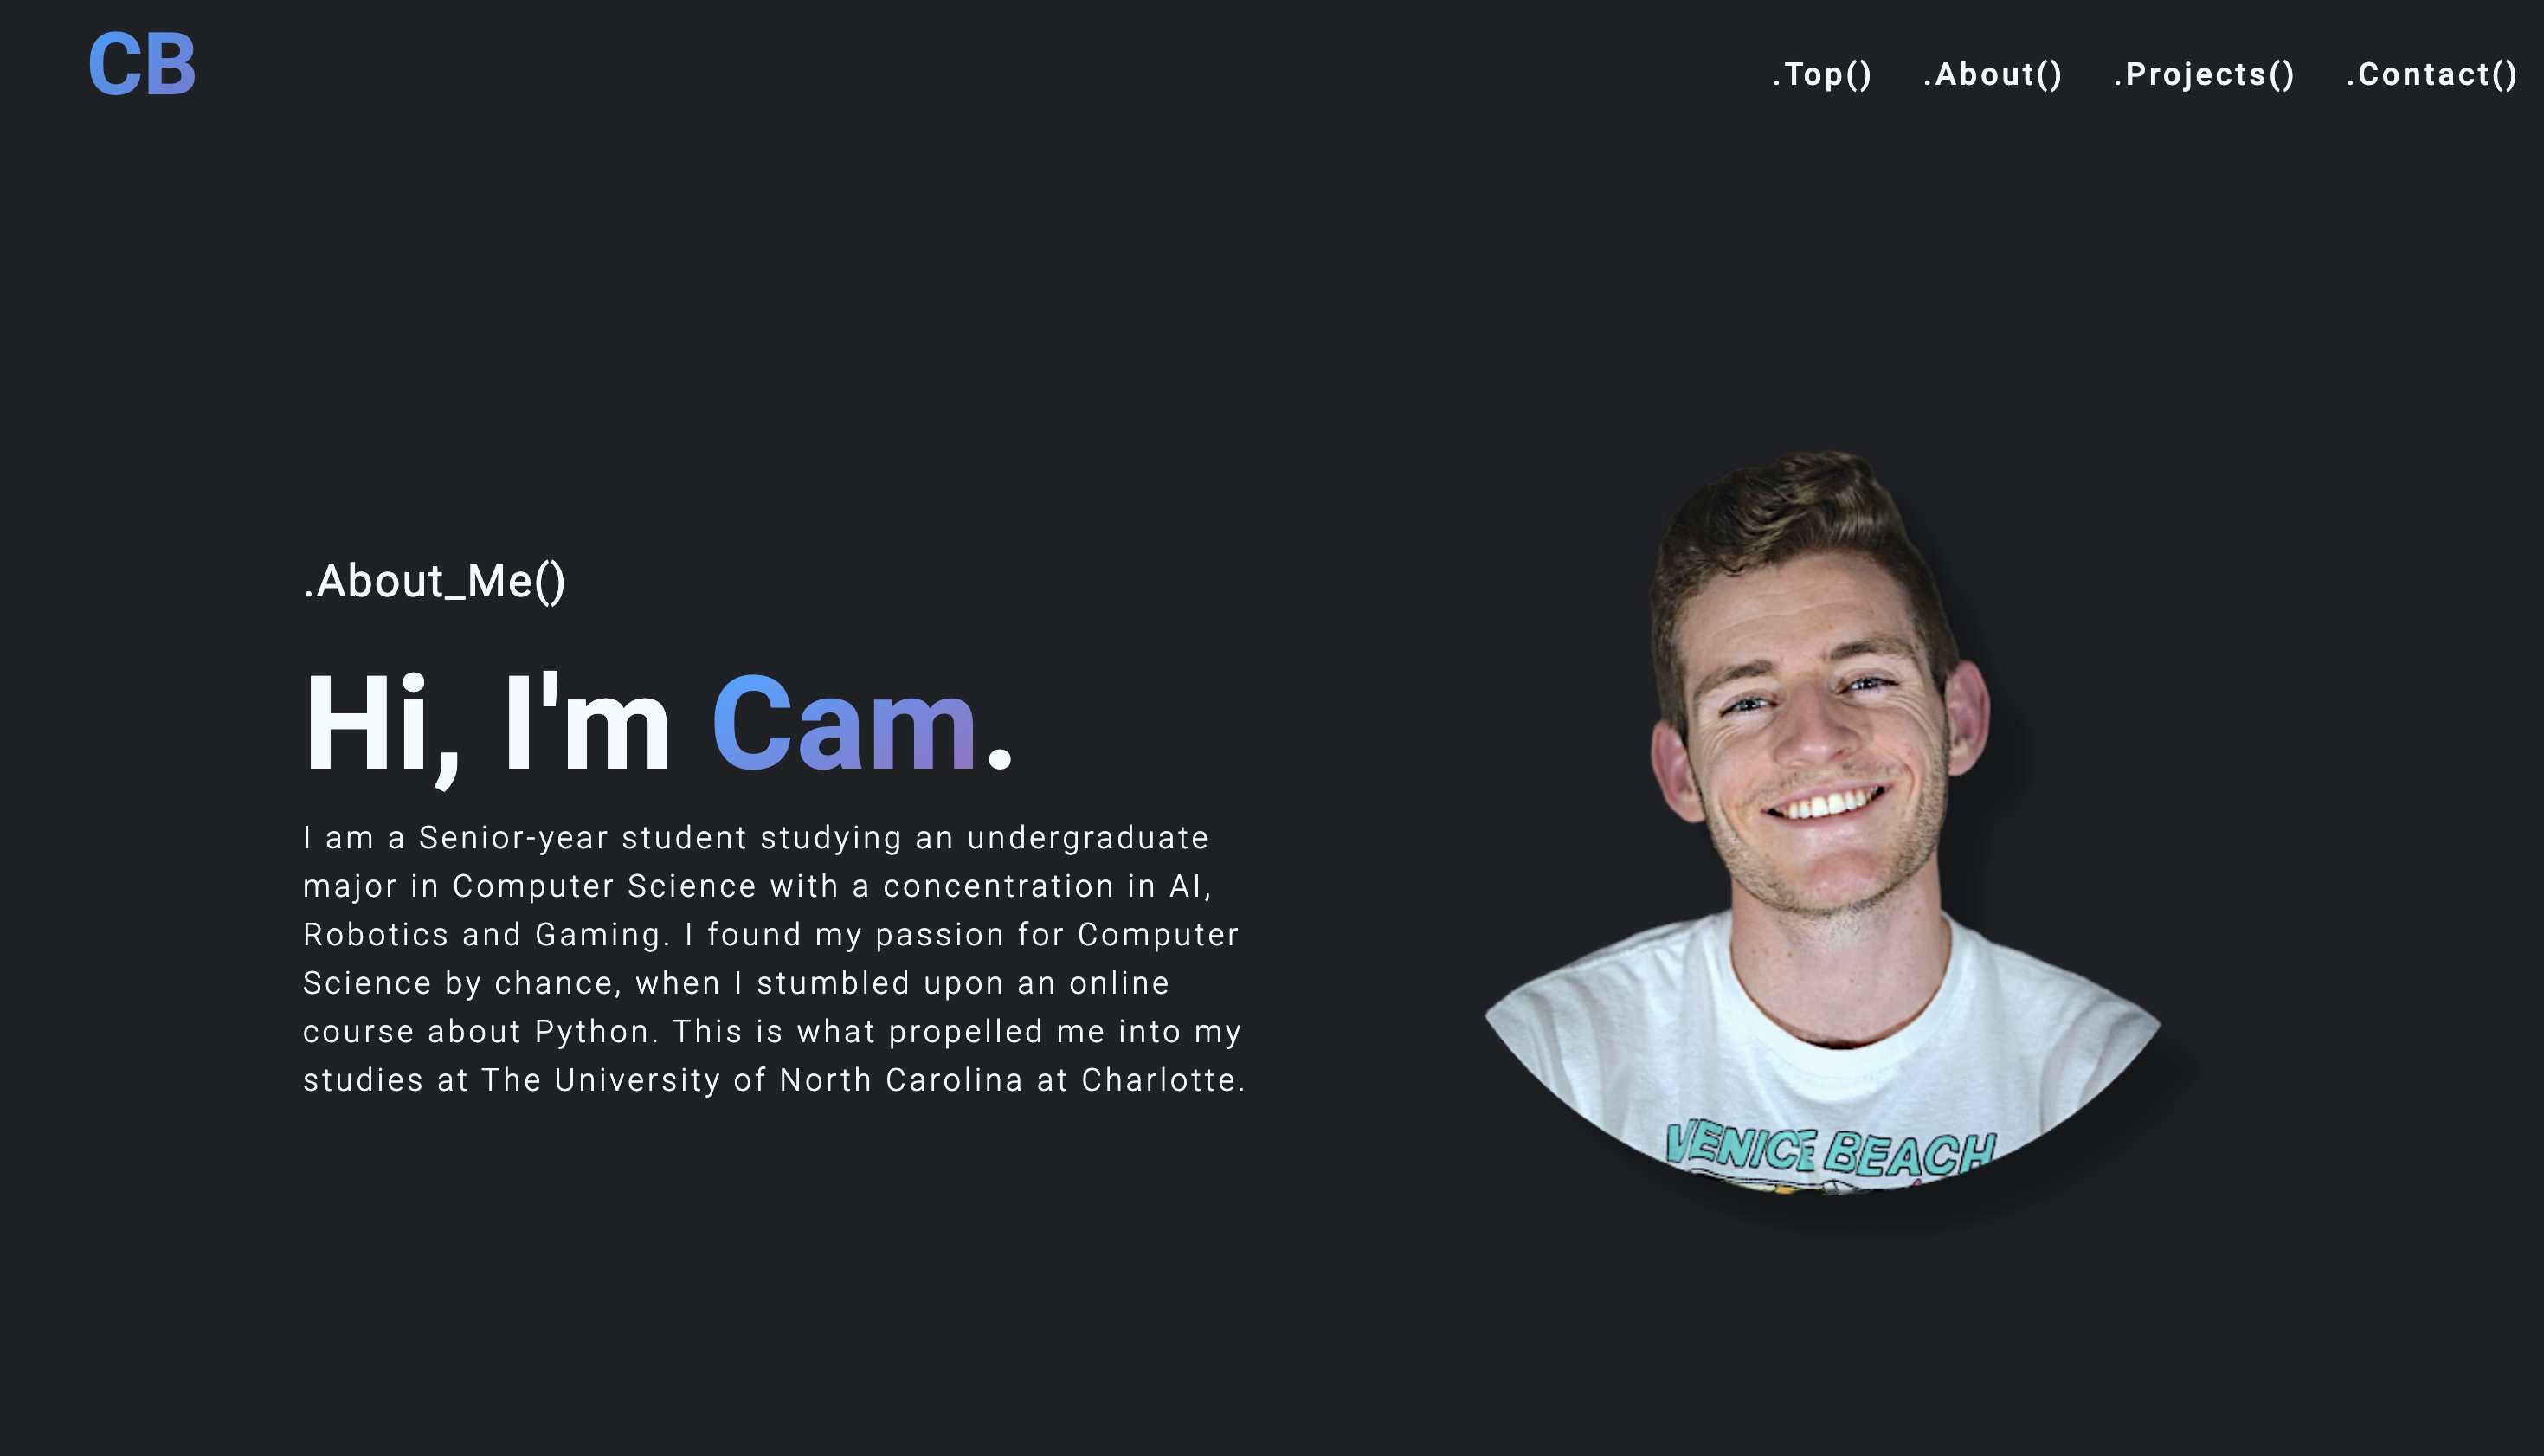 CB
.Top() .About() .Projects() .Contact()
.About_Me()
Hi, I'm Cam.
I am a Senior-year student studying an undergraduate
major in Computer Science with a concentration in AI,
Robotics and Gaming. I found my passion for Computer
Science by chance, when I stumbled upon an online
course about Python. This is what propelled me into my
studies at The University of North Carolina at Charlotte.
VENICE BEACH